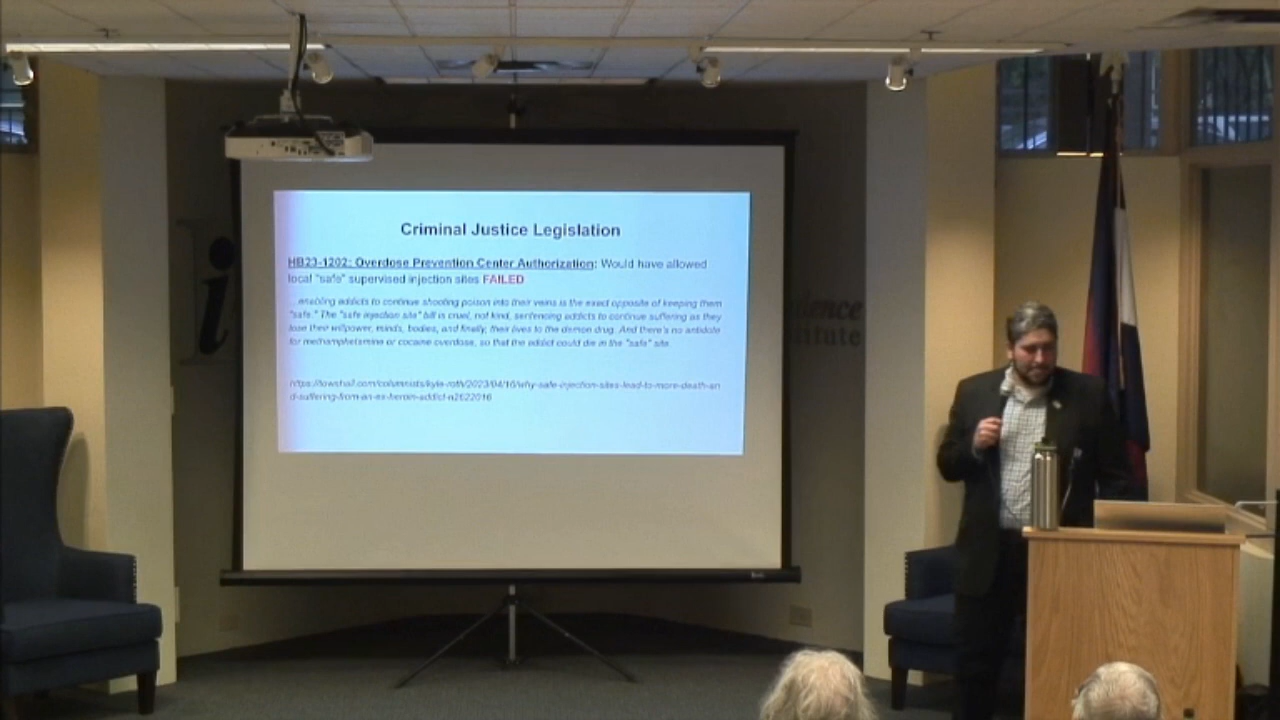 Criminal Justice Legislation
HB23-1202: Overdose Prevention Center Authorization: Would have allowed
local "safe" supervised injection sites FAILED
...enabling addicts to continue shooting poison into their veins is the exact opposite of keeping them
"safe." The "safe injection site" bill is cruel, not kind, sentencing addicts to continue suffering as they
lose their willpower, minds, bodies, and finally, their lives to the demon drug. And there's no antidote
for methamphetamine or cocaine overdose, so that the addict could die in the "safe" site.
https://townhall.com/columnists/kyle-roth/2023/04/16/why-safe-injection-sites-lead-to-more-death-an
d-suffering-from-an-ex-heroin-addict-n2622016
i
dence
stitute